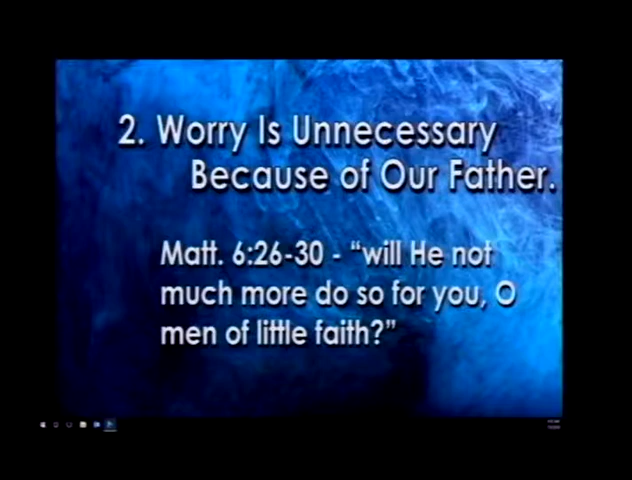 2. Worry Is Unnecessary
Because of Our Father.
Matt. 6:26-30 - “will He not
much more do so for you, O
men of little faith?”